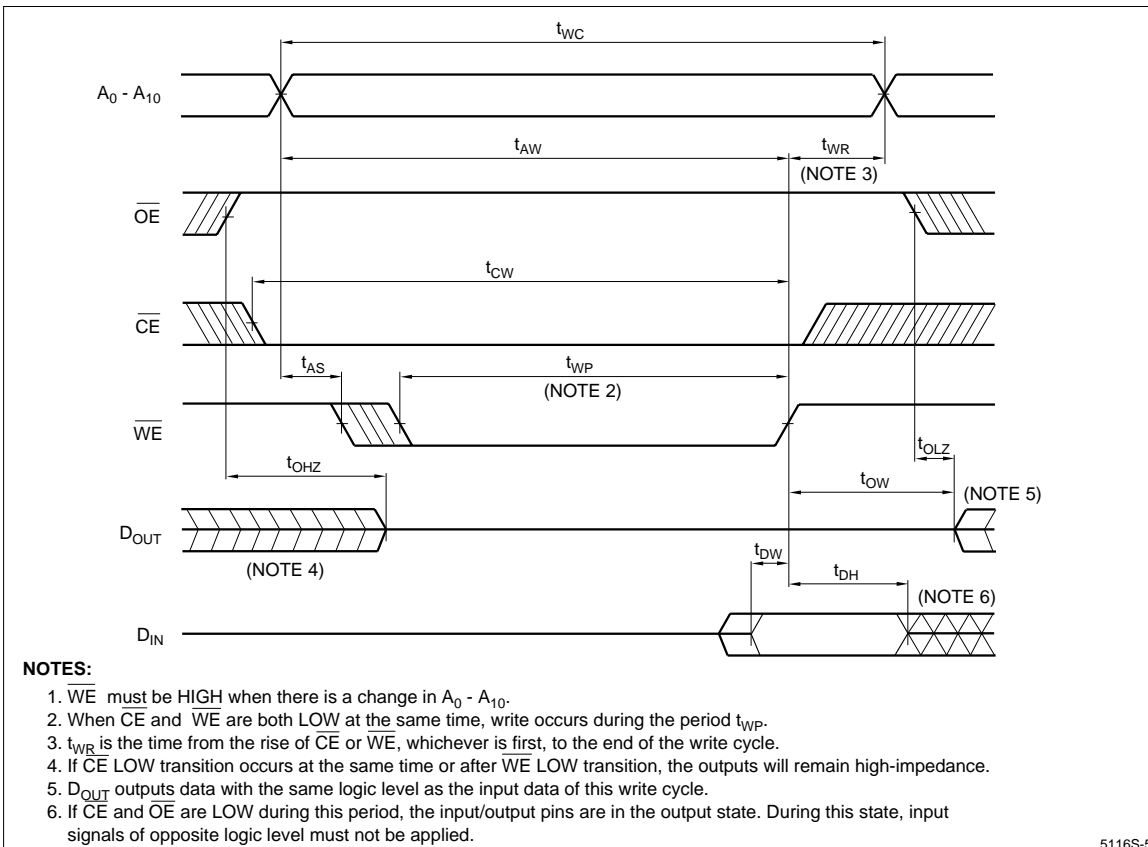 tWC
A0 - A10
tAW
tWR
(NOTE 3)
OE
tCW
CE
tAS
tWP
(NOTE 2)
WE
tOHZ
tOLZ
tOW
(NOTE 5)
DOUT
(NOTE 4)
tDW
tDH
(NOTE 6)
DIN
NOTES:
1. WE must be HIGH when there is a change in A0 - A10.
2. When CE and WE are both LOW at the same time, write occurs during the period tWP.
3. tWR is the time from the rise of CE or WE, whichever is first, to the end of the write cycle.
4. If CE LOW transition occurs at the same time or after WE LOW transition, the outputs will remain high-impedance.
5. DOUT outputs data with the same logic level as the input data of this write cycle.
6. If CE and OE are LOW during this period, the input/output pins are in the output state. During this state, input
signals of opposite logic level must not be applied.
5116S-5